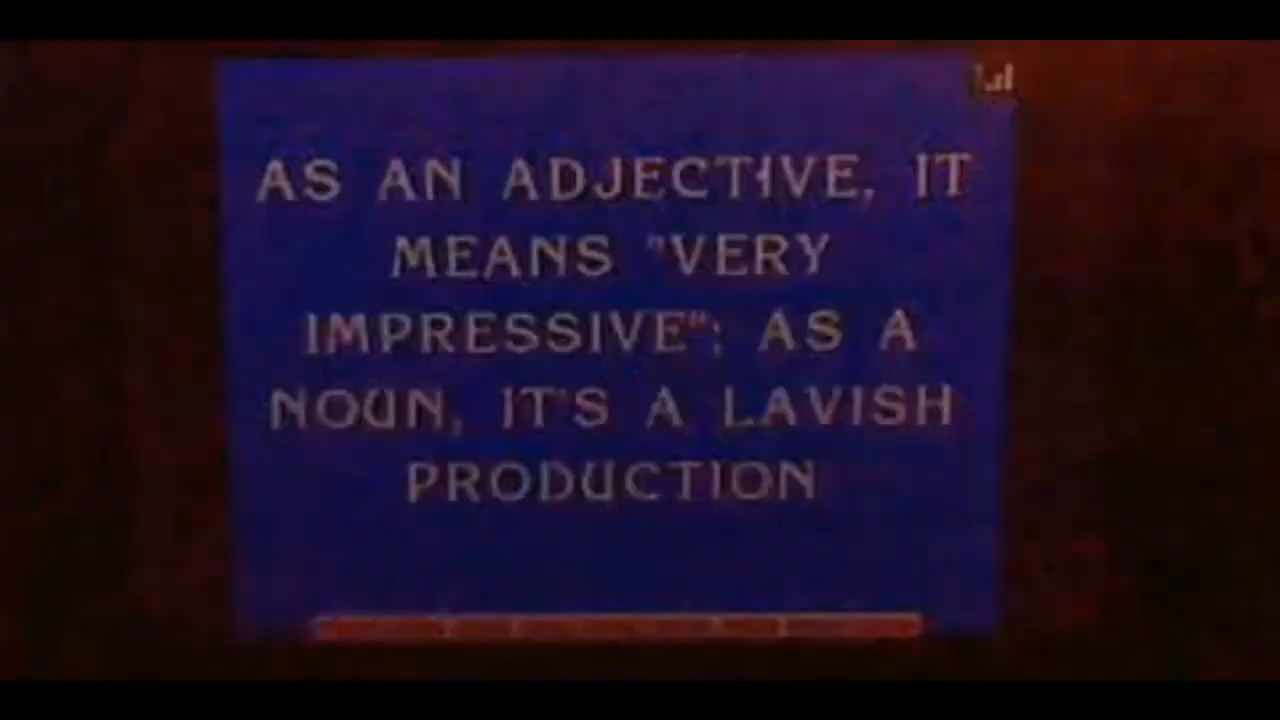 AS AN ADJECTIVE, IT
MEANS "VERY
IMPRESSIVE"; AS A
NOUN, IT'S A LAVISH
PRODUCTION